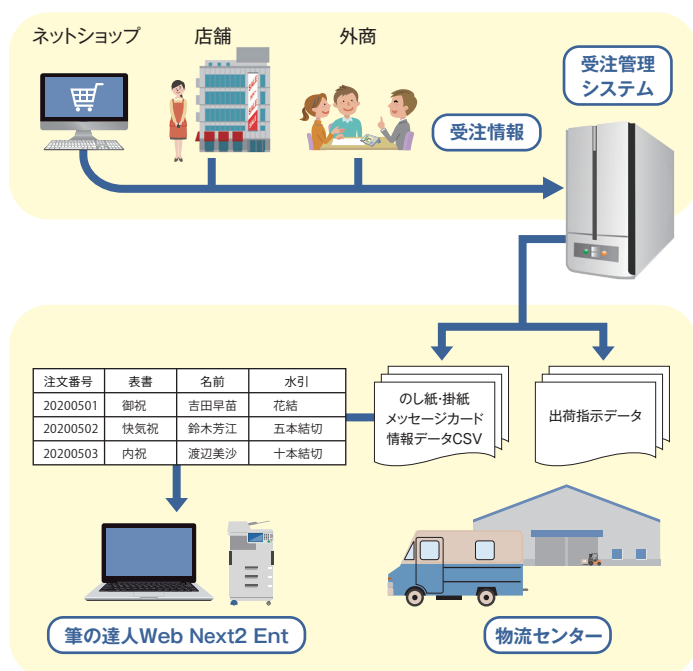 ネットショップ
店舗
外商
受注管理
システム
受注情報
注文番号 表書 名前 水引
20200501 御祝 吉田早苗 花結
20200502 快気祝 鈴木芳江 五本結切
20200503 内祝 渡辺美沙 十本結切
のし紙・掛紙
メッセージカード
情報データCSV
出荷指示データ
筆の達人Web Next2 Ent
物流センター